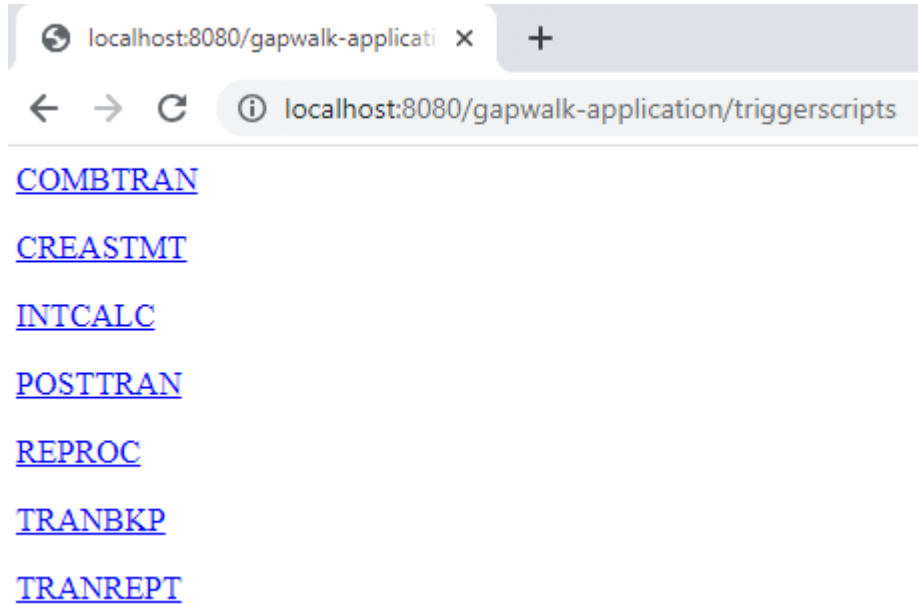 localhost:8080/gapwalk-applicati
localhost:8080/gapwalk-application/triggerscripts
COMBTRAN
CREASTMT
INTCALC
POSTTRAN
REPROC
TRANBKP
TRANREPT